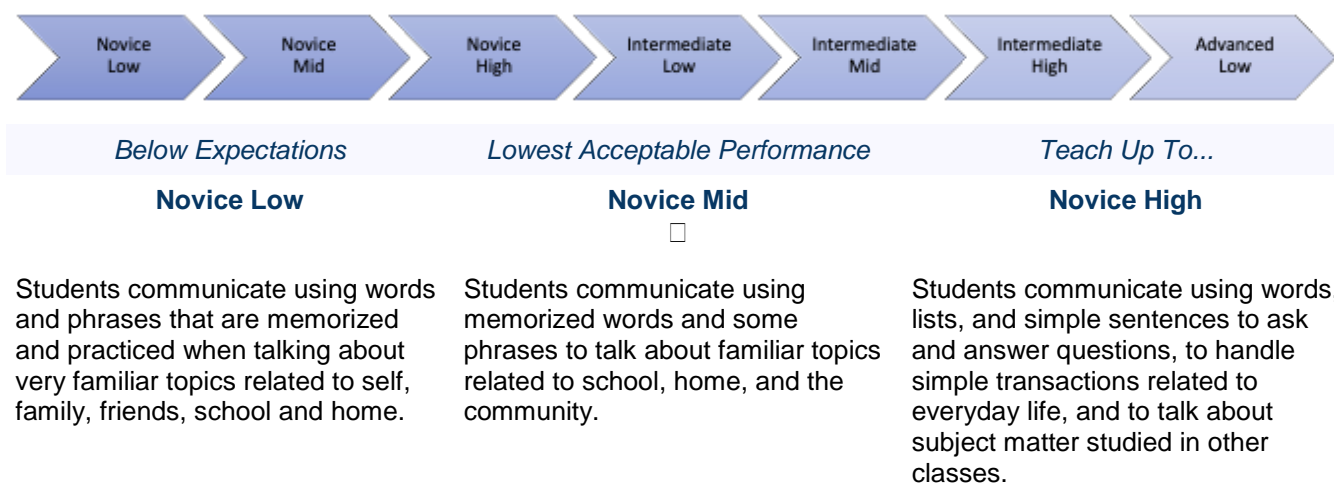 Novice Low
Novice Mid
Novice High
Intermediate Low
Intermediate Mid
Intermediate High
Advanced Low
Below Expectations
Lowest Acceptable Performance
Teach Up To...
Novice Low
Novice Mid
Novice High
Students communicate using words
and phrases that are memorized
and practiced when talking about
very familiar topics related to self,
family, friends, school and home.
Students communicate using
memorized words and some
phrases to talk about familiar topics
related to school, home, and the
community.
Students communicate using words,
lists, and simple sentences to ask
and answer questions, to handle
simple transactions related to
everyday life, and to talk about
subject matter studied in other
classes.